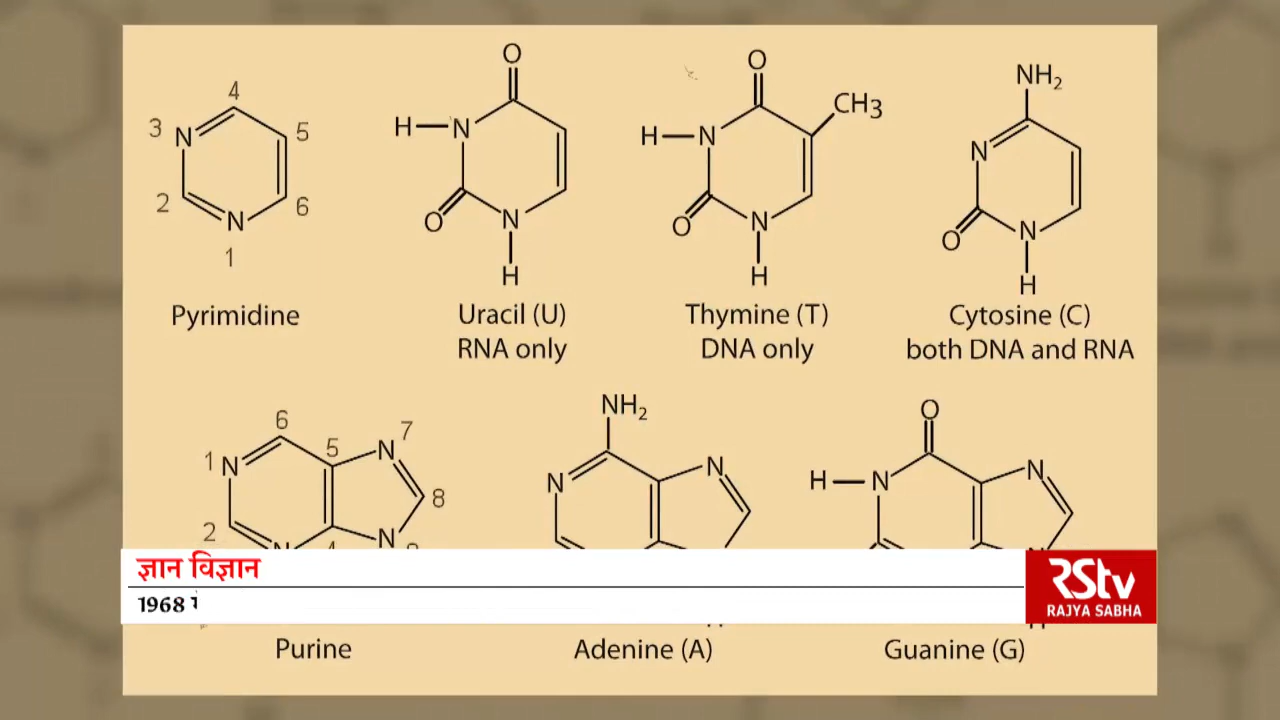 4
3
5
2
6
1
N
N
Pyrimidine
O
H
N
O
N
H
Uracil (U)
RNA only
O
CH3
H
N
O
N
H
Thymine (T)
DNA only
NH₂
N
O
N
H
Cytosine (C)
both DNA and RNA
6
7
5
1
N
N
8
2
N
Purine
NH₂
N
N
Adenine (A)
O
H
N
N
Guanine (G)
ज्ञान विज्ञान
1968
RStv
RAJYA SABHA